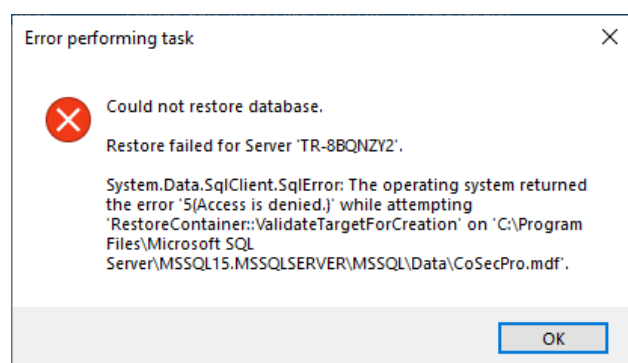 Error performing task
Could not restore database.
Restore failed for Server 'TR-8BQNZY2'.
System.Data.SqlClient.SqlError: The operating system returned
the error '5(Access is denied.)' while attempting
'RestoreContainer::ValidateTargetForCreation' on 'C:\Program
Files\Microsoft SQL
Server\MSSQL15.MSSQLSERVER\MSSQL\Data\CoSecPro.mdf'.
OK